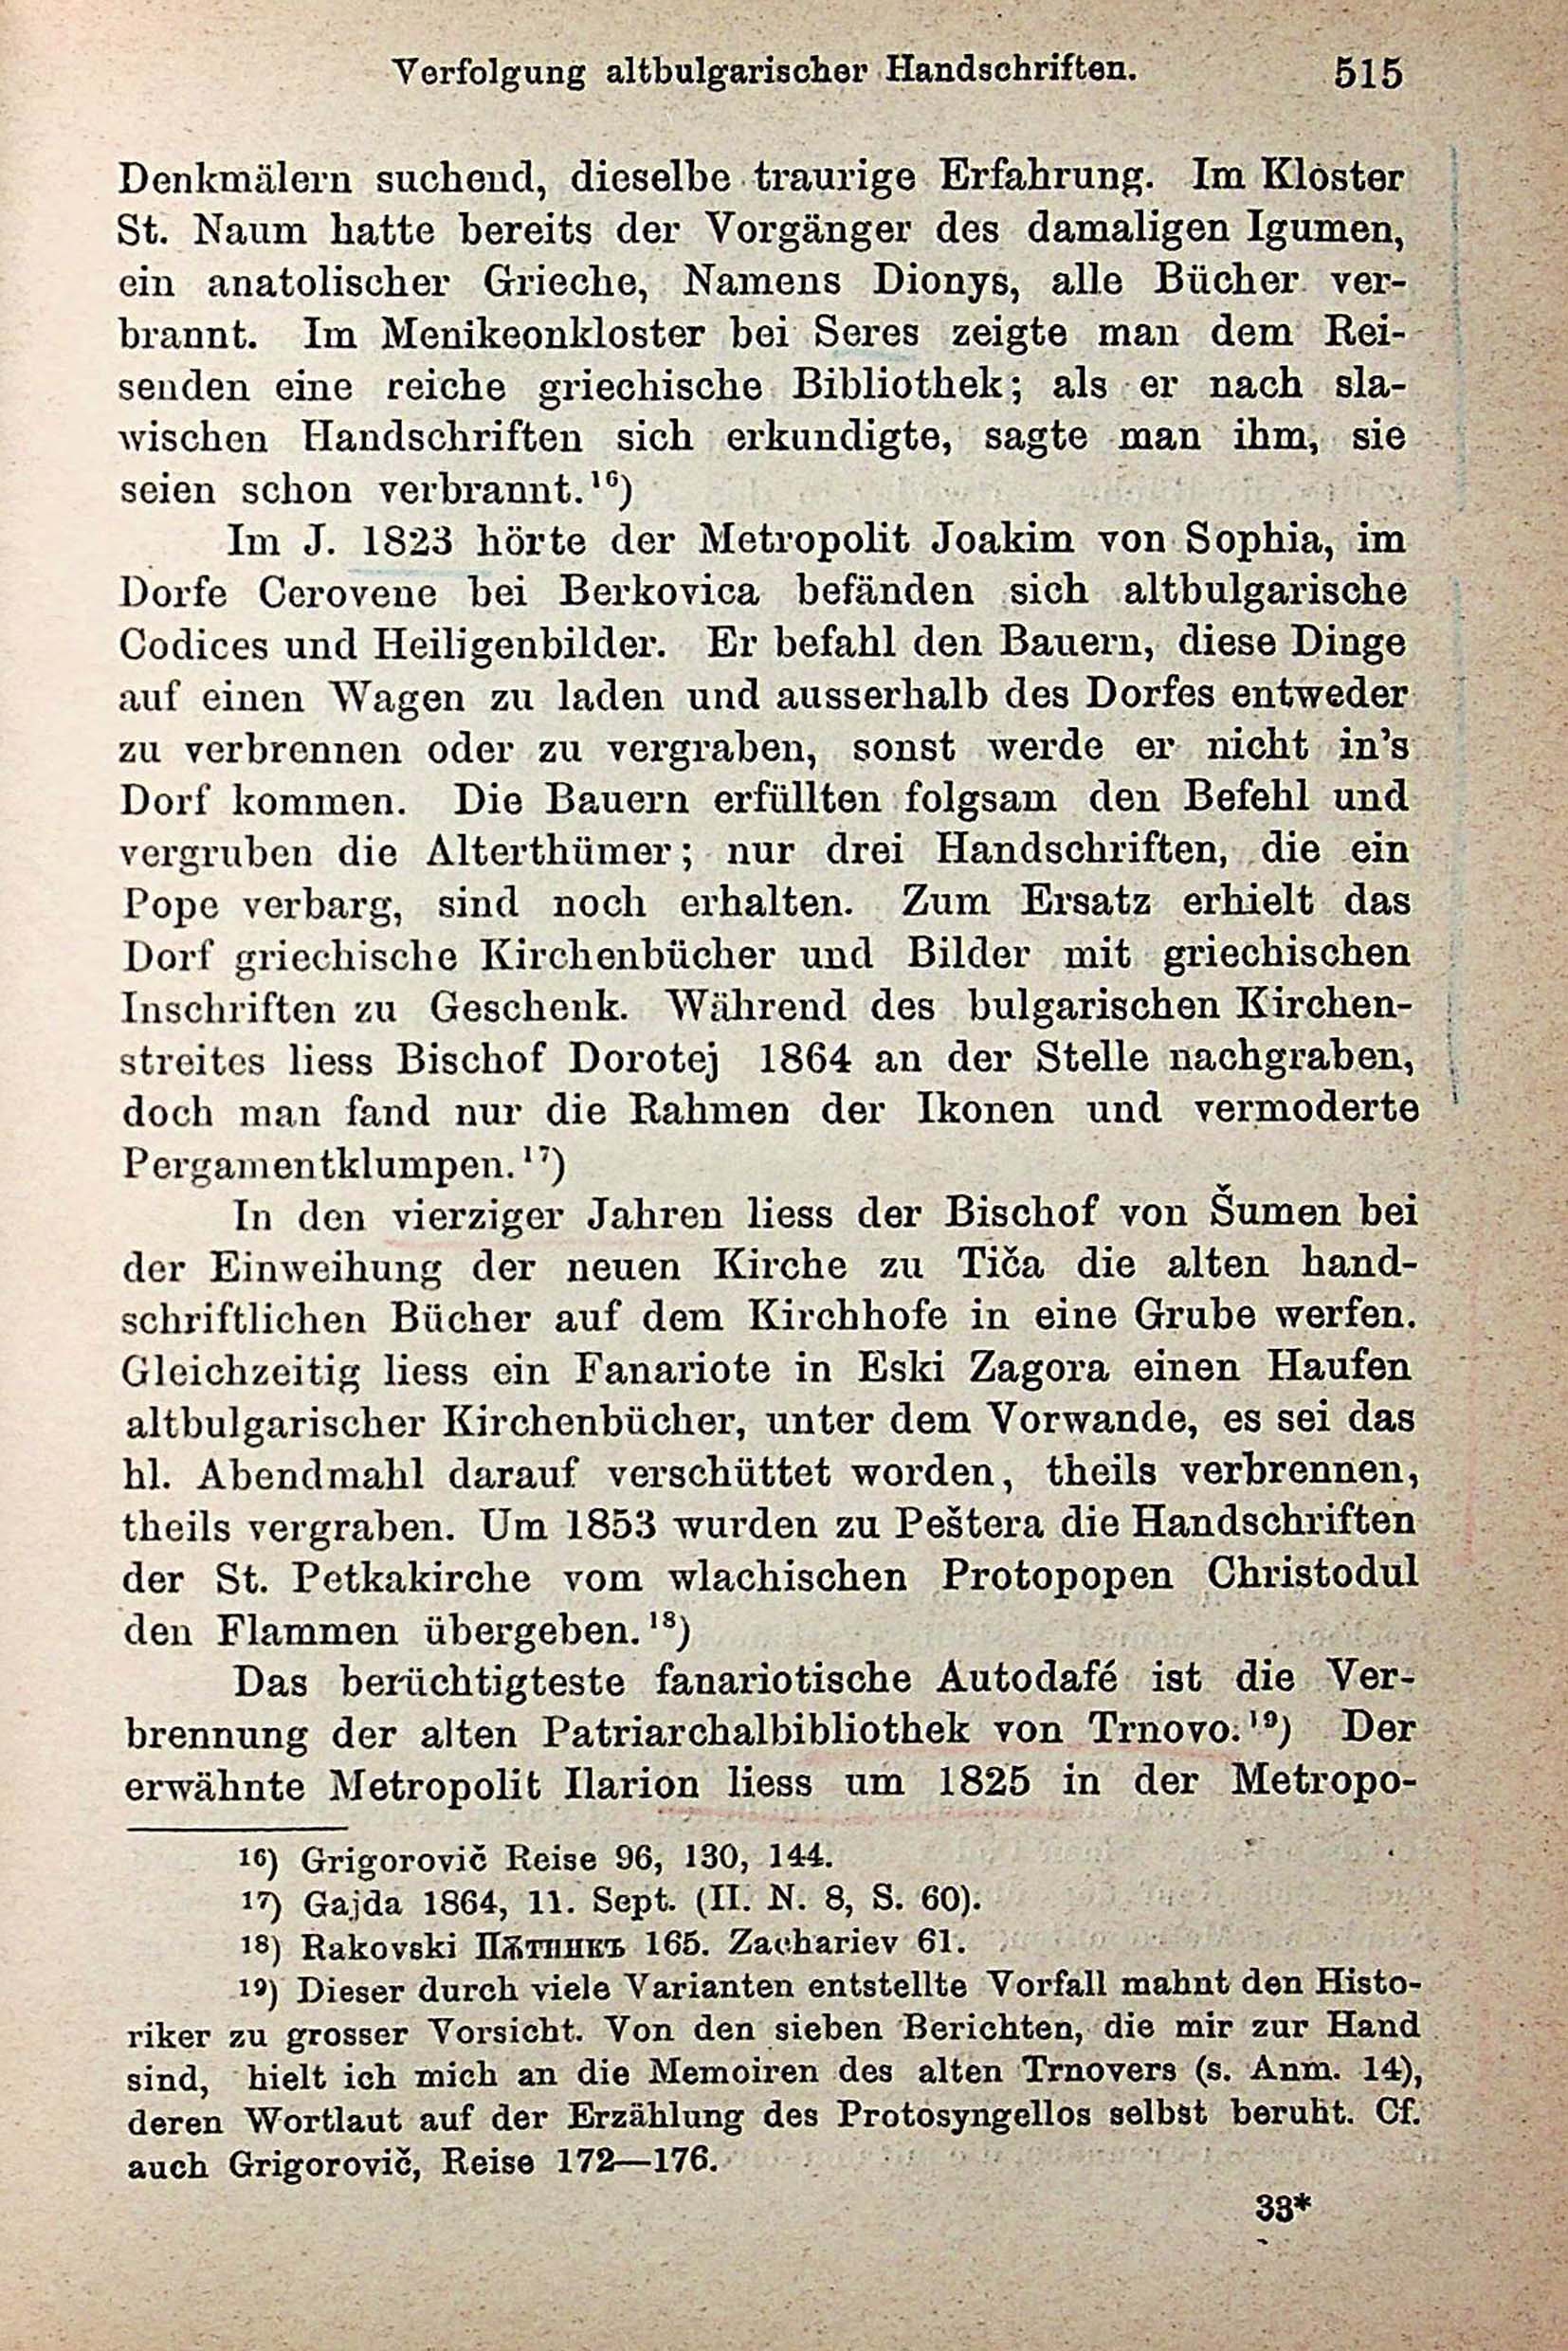 Verfolgung altbulgarischer Handschriften. 515
Denkmälern suchend, dieselbe traurige Erfahrung. Im Kloster
St. Naum hatte bereits der Vorgänger des damaligen Igumen,
ein anatolischer Grieche, Namens Dionys, alle Bücher ver-
brannt. Im Menikeonkloster bei Seres zeigte man dem Rei-
senden eine reiche griechische Bibliothek; als er nach sla-
wischen Handschriften sich erkundigte, sagte man ihm, sie
seien schon verbrannt.¹⁶)
Im J. 1823 hörte der Metropolit Joakim von Sophia, im
Dorfe Cerovene bei Berkovica befänden sich altbulgarische
Codices und Heiligenbilder. Er befahl den Bauern, diese Dinge
auf einen Wagen zu laden und ausserhalb des Dorfes entweder
zu verbrennen oder zu vergraben, sonst werde er nicht in's
Dorf kommen. Die Bauern erfüllten folgsam den Befehl und
vergruben die Alterthümer; nur drei Handschriften, die ein
Pope verbarg, sind noch erhalten. Zum Ersatz erhielt das
Dorf griechische Kirchenbücher und Bilder mit griechischen
Inschriften zu Geschenk. Während des bulgarischen Kirchen-
streites liess Bischof Dorotej 1864 an der Stelle nachgraben,
doch man fand nur die Rahmen der Ikonen und vermoderte
Pergamentklumpen.¹⁷)
In den vierziger Jahren liess der Bischof von Šumen bei
der Einweihung der neuen Kirche zu Tiča die alten hand-
schriftlichen Bücher auf dem Kirchhofe in eine Grube werfen.
Gleichzeitig liess ein Fanariote in Eski Zagora einen Haufen
altbulgarischer Kirchenbücher, unter dem Vorwande, es sei das
hl. Abendmahl darauf verschüttet worden, theils verbrennen,
theils vergraben. Um 1853 wurden zu Peštera die Handschriften
der St. Petkakirche vom wlachischen Protopopen Christodul
den Flammen übergeben.¹⁸)
Das berüchtigteste fanariotische Autodafé ist die Ver-
brennung der alten Patriarchalbibliothek von Trnovo.¹⁹) Der
erwähnte Metropolit Ilarion liess um 1825 in der Metropo-
¹⁶) Grigorovič Reise 96, 130, 144.
¹⁷) Gajda 1864, 11. Sept. (II. N. 8, S. 60).
¹⁸) Rakovski Пѫтникъ 165. Zachariev 61.
¹⁹) Dieser durch viele Varianten entstellte Vorfall mahnt den Histo-
riker zu grosser Vorsicht. Von den sieben Berichten, die mir zur Hand
sind, hielt ich mich an die Memoiren des alten Trnovers (s. Anm. 14),
deren Wortlaut auf der Erzählung des Protosyngellos selbst beruht. Cf.
auch Grigorovič, Reise 172—176.
33*